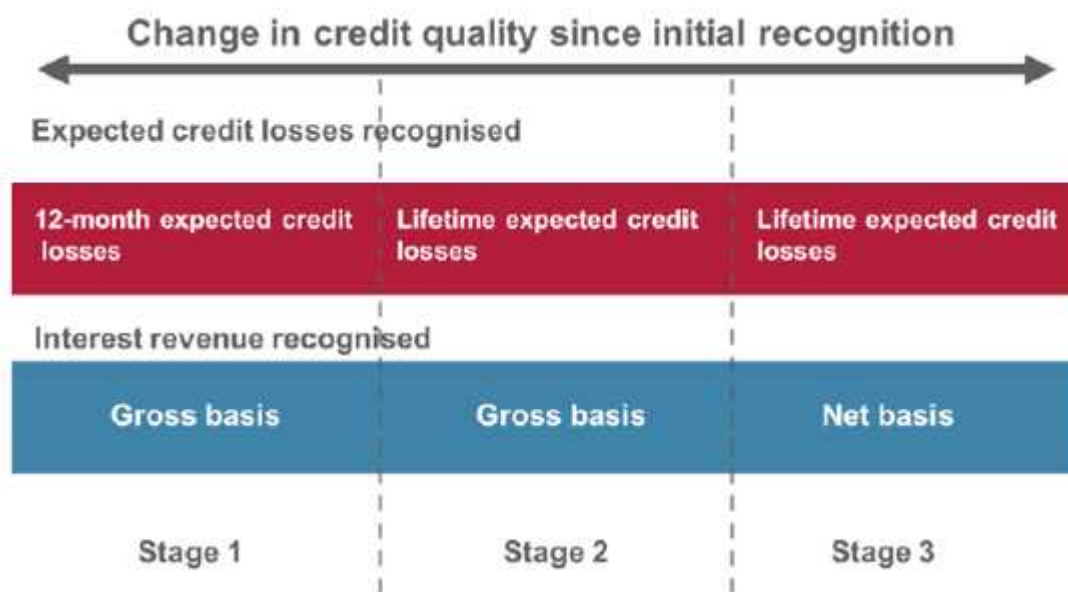 Change in credit quality since initial recognition
Expected credit losses recognised
12-month expected credit
losses
Lifetime expected credit
losses
Lifetime expected credit
losses
Interest revenue recognised
Gross basis
Gross basis
Net basis
Stage 1
Stage 2
Stage 3